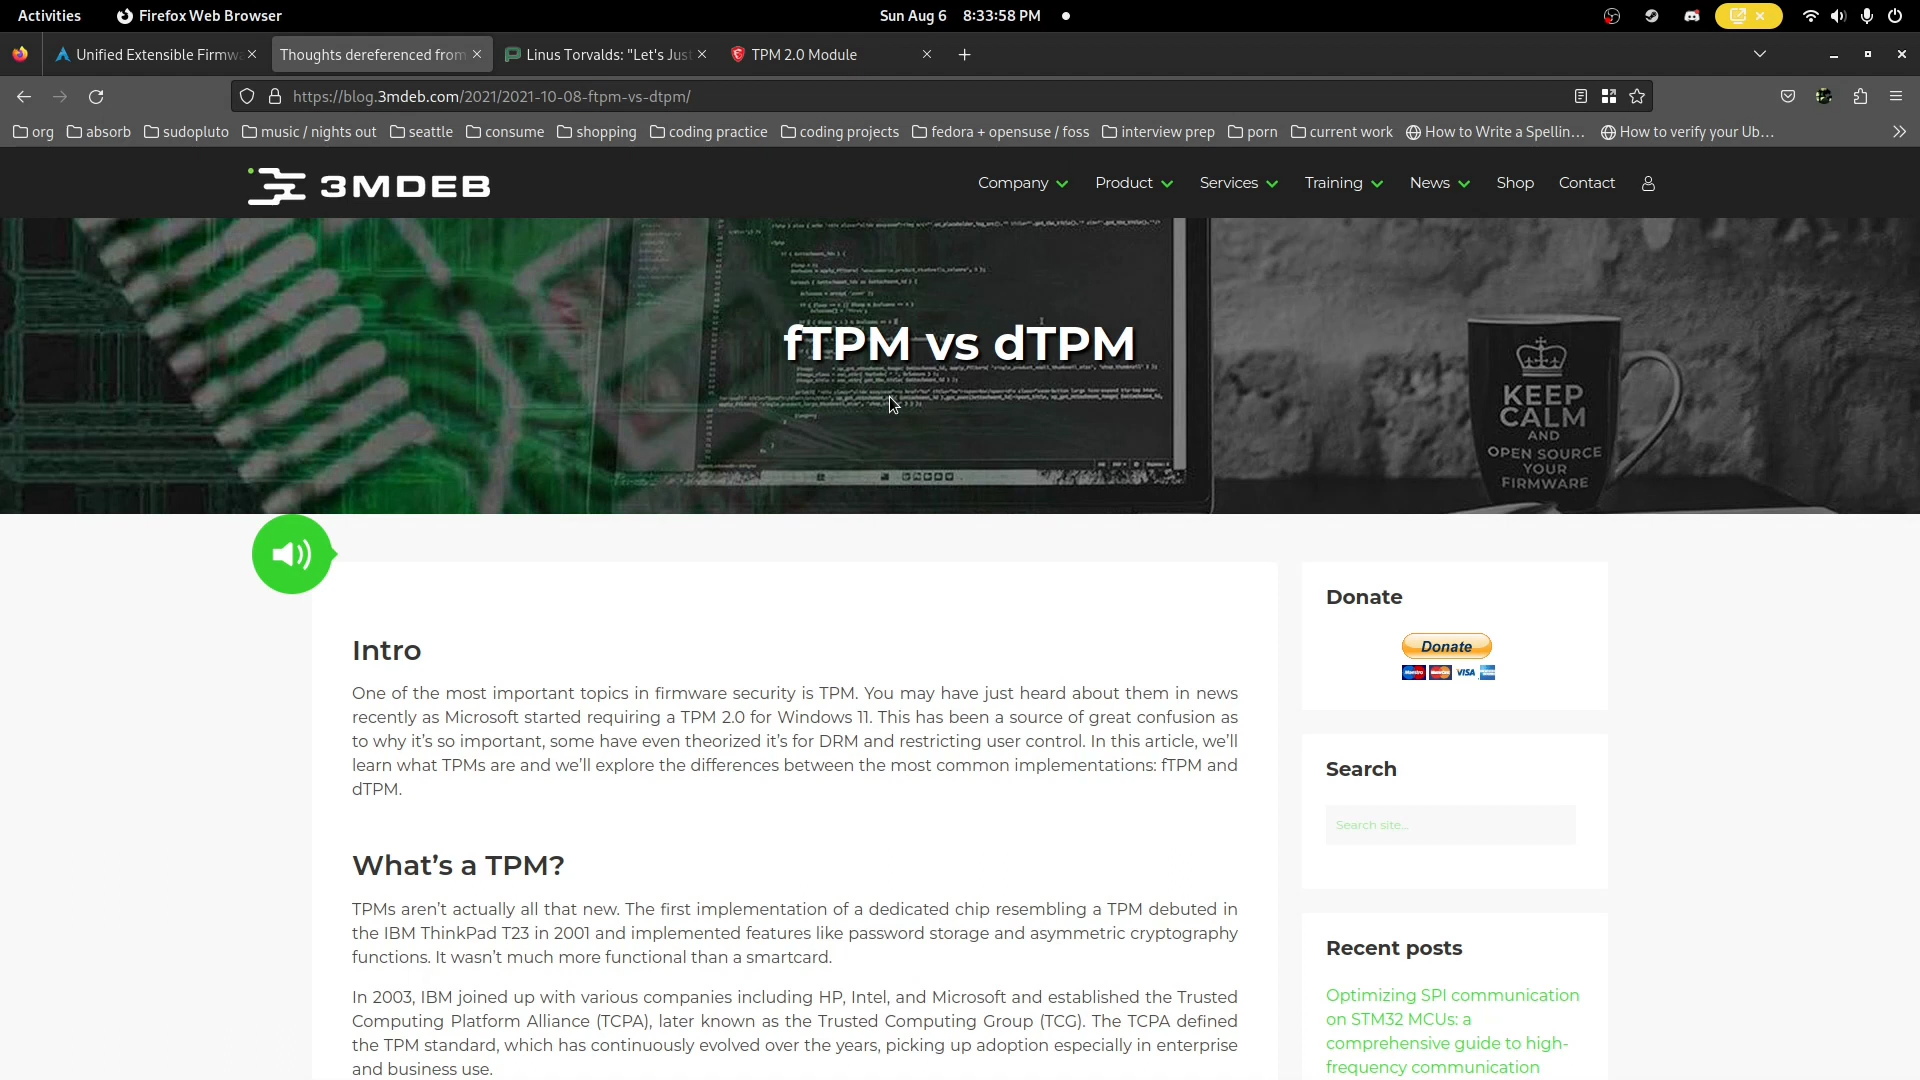 Activities Firefox Web Browser Sun Aug 6 8:33:58 PM
Unified Extensible Firmwa Thoughts dereferenced from Linus Torvalds: "Let's Just TPM 2.0 Module
https://blog.3mdeb.com/2021/2021-10-08-ftpm-vs-dtpm/
org absorb sudopluto music / nights out seattle consume shopping coding practice coding projects fedora + opensuse / foss interview prep porn current work How to Write a Spellin... How to verify your Ub...
3MDEB Company Product Services Training News Shop Contact
fTPM vs dTPM
KEEP
CALM
AND
OPEN SOURCE
YOUR
FIRMWARE
Intro
One of the most important topics in firmware security is TPM. You may have just heard about them in news
recently as Microsoft started requiring a TPM 2.0 for Windows 11. This has been a source of great confusion as
to why it’s so important, some have even theorized it’s for DRM and restricting user control. In this article, we’ll
learn what TPMs are and we’ll explore the differences between the most common implementations: fTPM and
dTPM.
What’s a TPM?
TPMs aren’t actually all that new. The first implementation of a dedicated chip resembling a TPM debuted in
the IBM ThinkPad T23 in 2001 and implemented features like password storage and asymmetric cryptography
functions. It wasn’t much more functional than a smartcard.
In 2003, IBM joined up with various companies including HP, Intel, and Microsoft and established the Trusted
Computing Platform Alliance (TCPA), later known as the Trusted Computing Group (TCG). The TCPA defined
the TPM standard, which has continuously evolved over the years, picking up adoption especially in enterprise
and business use.
Donate
Donate
VISA
Search
Search site...
Recent posts
Optimizing SPI communication
on STM32 MCUs: a
comprehensive guide to high-
frequency communication